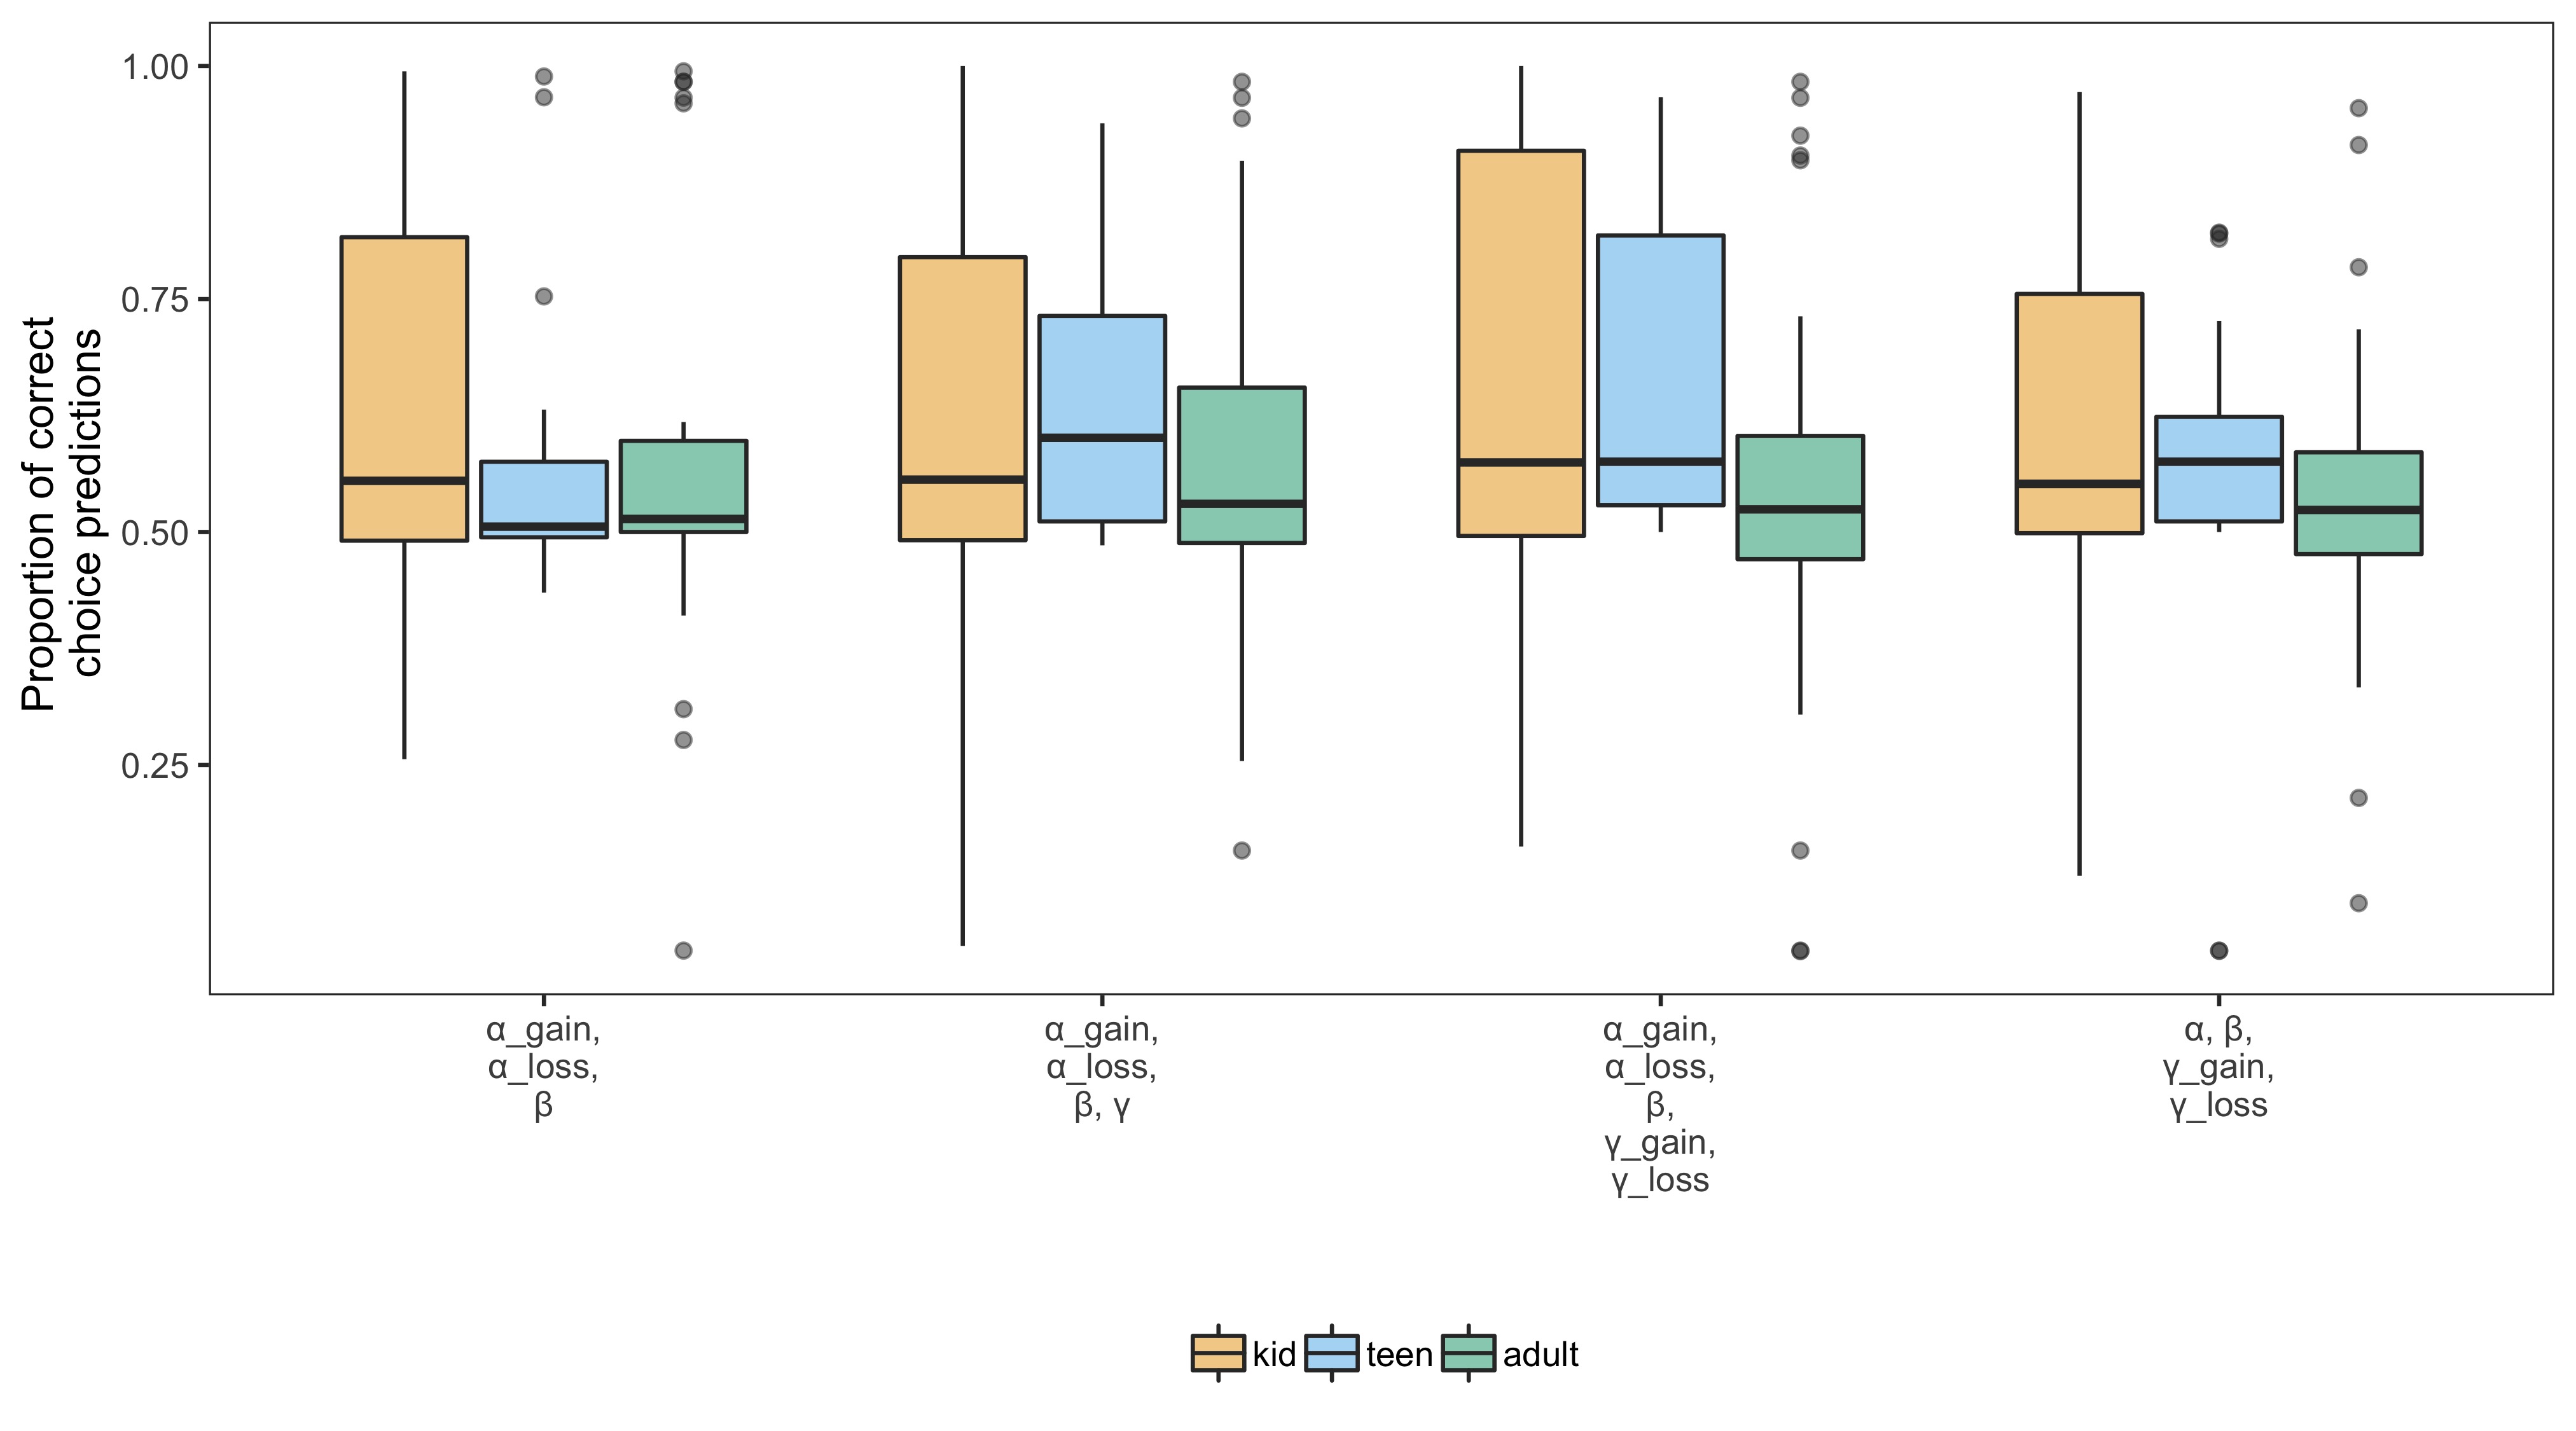 Proportion of correct
choice predictions
1.00
0.75
0.50
0.25
α_gain,
α_loss,
β
α_gain,
α_loss,
β, γ
α_gain,
α_loss,
β,
γ_gain,
γ_loss
α, β,
γ_gain,
γ_loss
kid teen adult